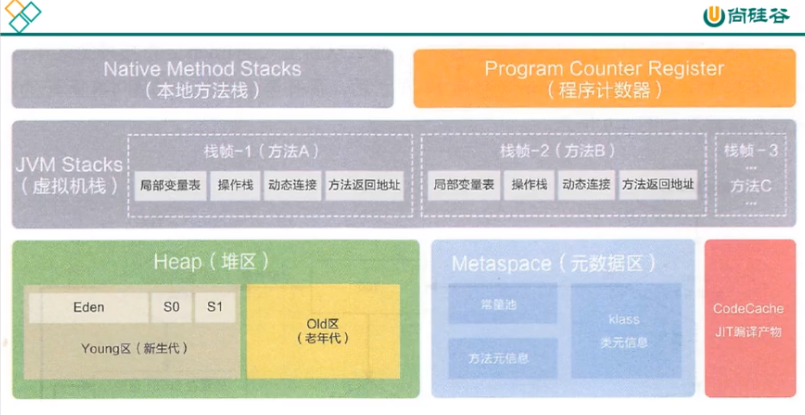 尚硅谷
Native Method Stacks
（本地方法栈）
Program Counter Register
（程序计数器）
JVM Stacks
（虚拟机栈）
栈帧-1（方法A）
局部变量表
操作栈
动态连接
方法返回地址
栈帧-2（方法B）
局部变量表
操作栈
动态连接
方法返回地址
栈帧-3
...
方法C
...
Heap（堆区）
Eden
S0
S1
Young区（新生代）
Old区
（老年代）
Metaspace（元数据区）
常量池
方法元信息
klass
类元信息
CodeCache
JIT编译产物